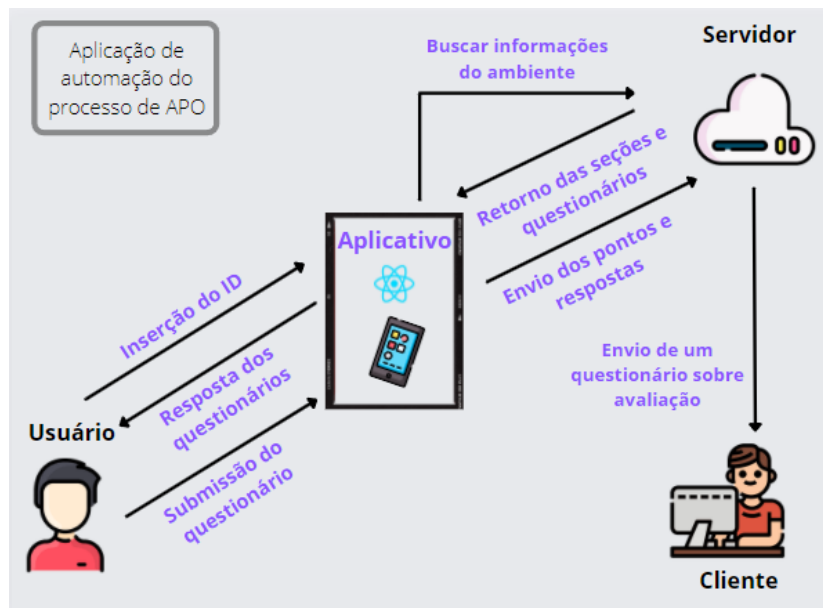 Aplicação de
automação do
processo de APO
Buscar informações
do ambiente
Servidor
Retorno das seções e
questionários
Aplicativo
Envio dos pontos e
respostas
Inserção do ID
Resposta dos
questionários
Envio de um
questionário sobre
avaliação
Usuário
Submissão do
questionário
Cliente